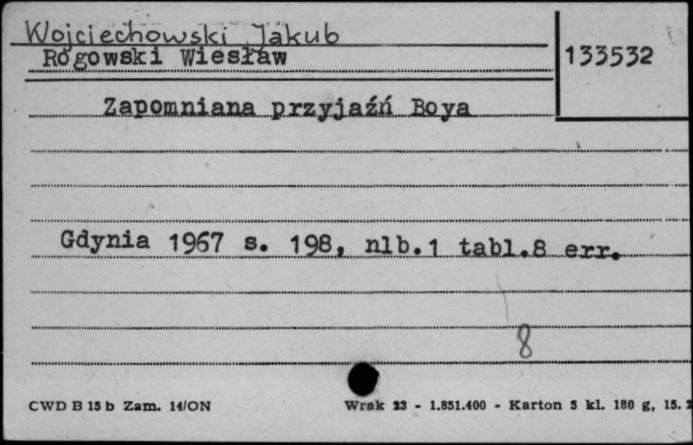 Wojciechowski Jakub
Rogowski Wiesław
133532
Zapomniana przyjaźń Boya
Gdynia 1967 s. 198, nlb.1 tabl.8 err.
8
CWD B 15 b Zam. 14/ON
Wrak 23 - 1.851.400 - Karton 5 kl. 180 g, 15.